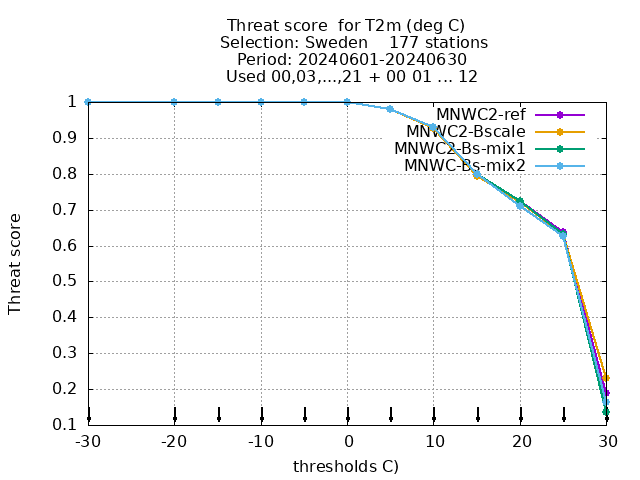 Threat score  for T2m (deg C)
Selection: Sweden    177 stations
Period: 20240601-20240630
Used 00,03,...,21 + 00 01 ... 12
MNWC2-ref
MNWC2-Bscale
MNWC2-Bs-mix1
MNWC-Bs-mix2
Threat score
1
0.9
0.8
0.7
0.6
0.5
0.4
0.3
0.2
0.1
-30 -20 -10 0 10 20 30
thresholds C)